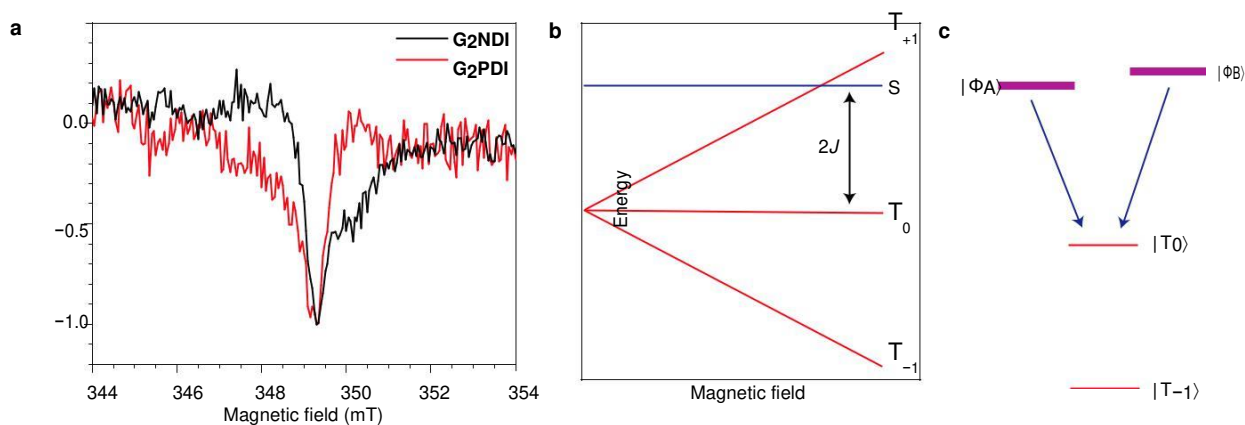 a
G2NDI
G2PDI
0.0
−0.5
−1.0
344
346
348
350
352
354
Magnetic field (mT)
b
T+1
S
2J
Energy
T0
T−1
Magnetic field
c
|ΦA⟩
|ΦB⟩
|T0⟩
|T−1⟩